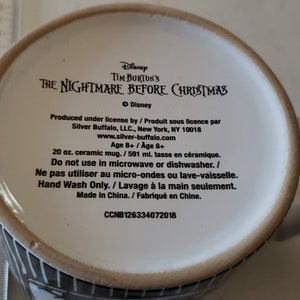 Disney
TIM BURTON'S
THE NIGHTMARE BEFORE CHRISTMAS
© Disney
Produced under license by / Produit sous licence par
Silver Buffalo, LLC., New York, NY 10018
www.silver-buffalo.com
Age 8+ / Âge 8+
20 oz. ceramic mug. / 591 ml. tasse en céramique.
Do not use in microwave or dishwasher. /
Ne pas utiliser au micro-ondes ou lave-vaisselle.
Hand Wash Only. / Lavage à la main seulement.
Made in China. / Fabriqué en Chine.
CCNB126334072018